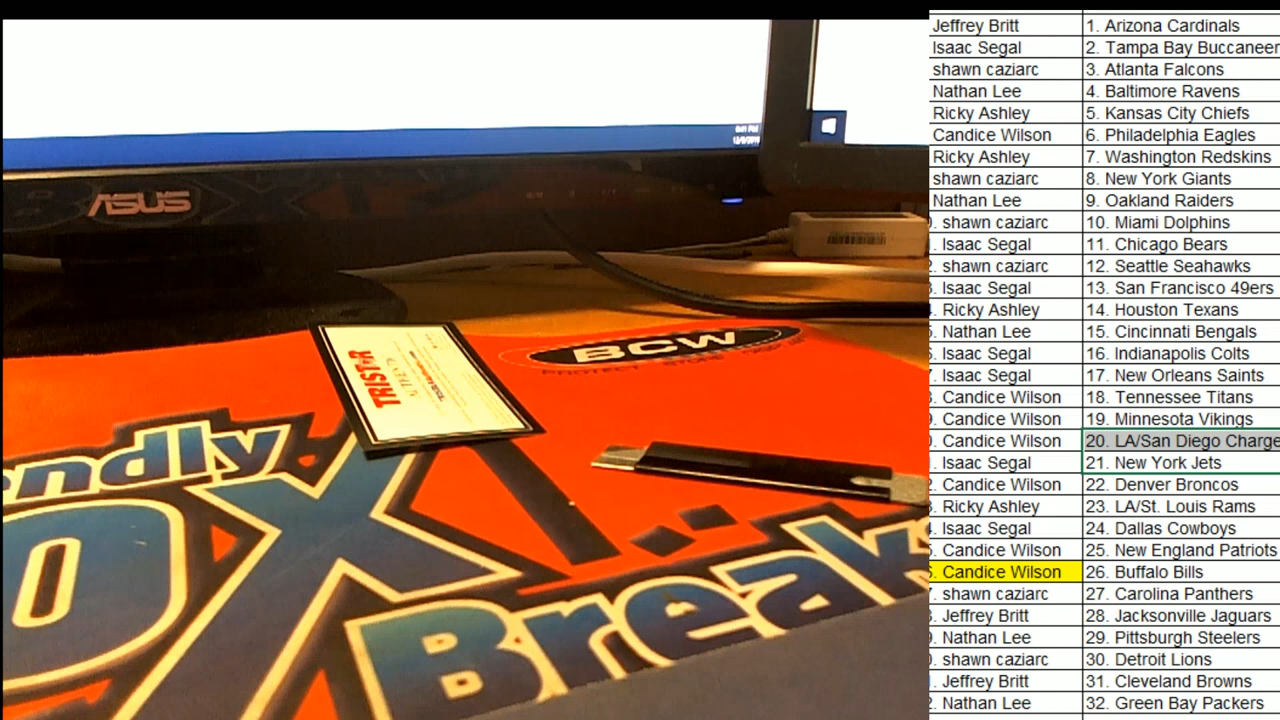 ASUS
BCW
TRISTAR
ndly
OX
Breaks
Jeffrey Britt 1. Arizona Cardinals
Isaac Segal 2. Tampa Bay Buccaneer
shawn caziarc 3. Atlanta Falcons
Nathan Lee 4. Baltimore Ravens
Ricky Ashley 5. Kansas City Chiefs
Candice Wilson 6. Philadelphia Eagles
Ricky Ashley 7. Washington Redskins
shawn caziarc 8. New York Giants
Nathan Lee 9. Oakland Raiders
. shawn caziarc 10. Miami Dolphins
. Isaac Segal 11. Chicago Bears
. shawn caziarc 12. Seattle Seahawks
. Isaac Segal 13. San Francisco 49ers
. Ricky Ashley 14. Houston Texans
. Nathan Lee 15. Cincinnati Bengals
. Isaac Segal 16. Indianapolis Colts
. Isaac Segal 17. New Orleans Saints
. Candice Wilson 18. Tennessee Titans
. Candice Wilson 19. Minnesota Vikings
. Candice Wilson 20. LA/San Diego Charge
. Isaac Segal 21. New York Jets
. Candice Wilson 22. Denver Broncos
. Ricky Ashley 23. LA/St. Louis Rams
. Isaac Segal 24. Dallas Cowboys
. Candice Wilson 25. New England Patriots
. Candice Wilson 26. Buffalo Bills
. shawn caziarc 27. Carolina Panthers
. Jeffrey Britt 28. Jacksonville Jaguars
. Nathan Lee 29. Pittsburgh Steelers
. shawn caziarc 30. Detroit Lions
. Jeffrey Britt 31. Cleveland Browns
. Nathan Lee 32. Green Bay Packers